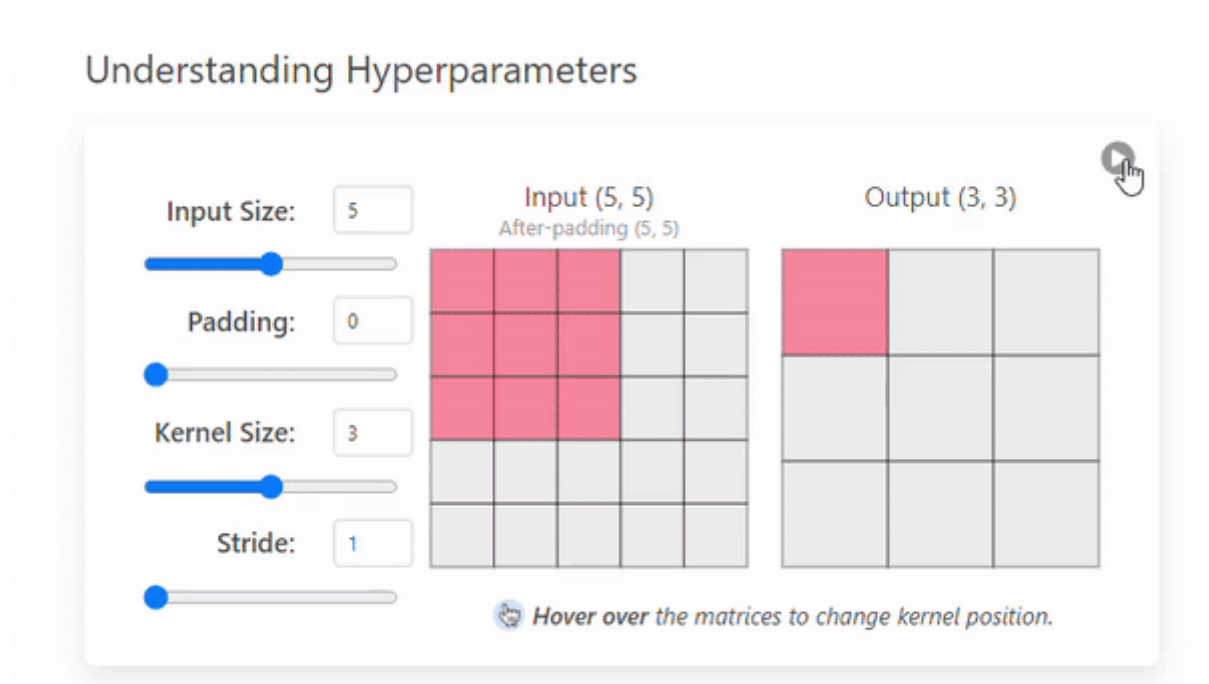 Understanding Hyperparameters
Input Size:
5
Padding:
0
Kernel Size:
3
Stride:
1
Input (5, 5)
After-padding (5, 5)
Output (3, 3)
Hover over the matrices to change kernel position.